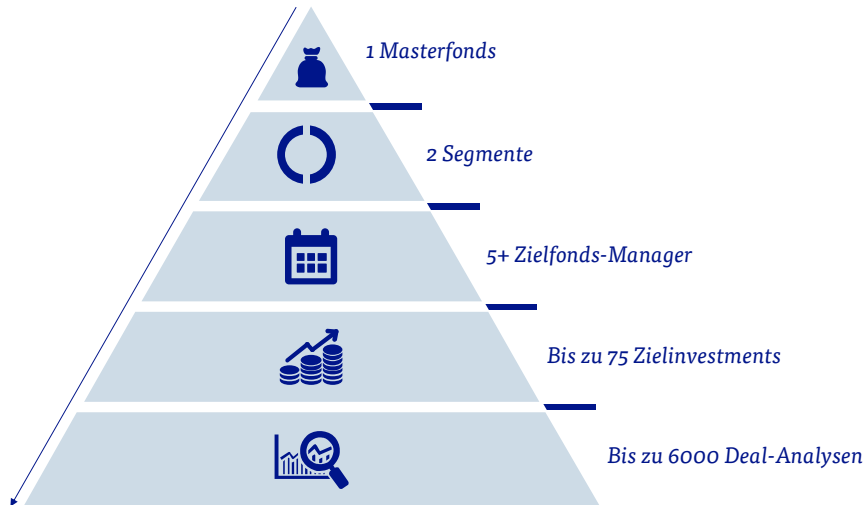 1 Masterfonds
2 Segmente
5+ Zielfonds-Manager
Bis zu 75 Zielinvestments
Bis zu 6000 Deal-Analysen